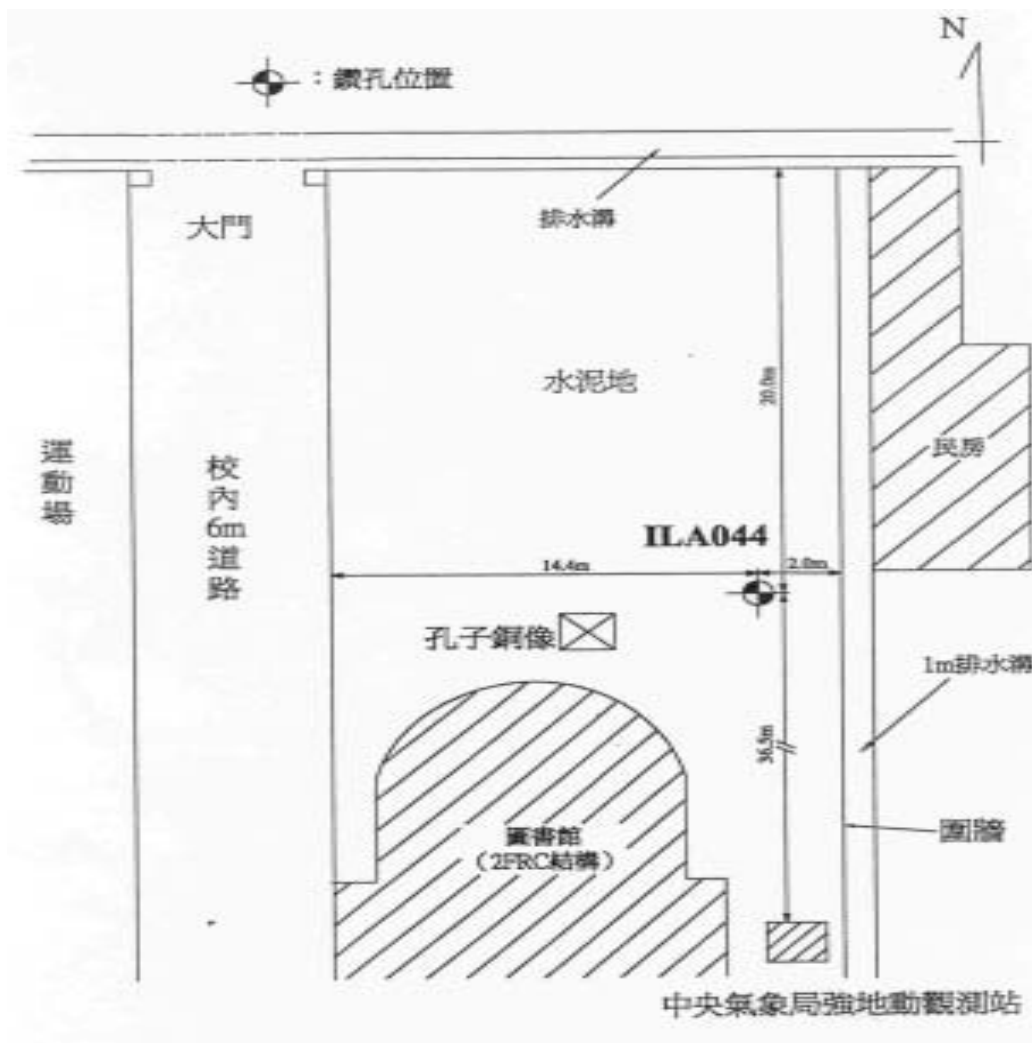 N
：鑽孔位置
排水溝
大門
水泥地
20.0m
民房
運動場
校內6m道路
ILA044
14.4m
2.0m
孔子銅像
1m排水溝
36.5m
圍牆
圖書館
（2FRC結構）
中央氣象局強地動觀測站